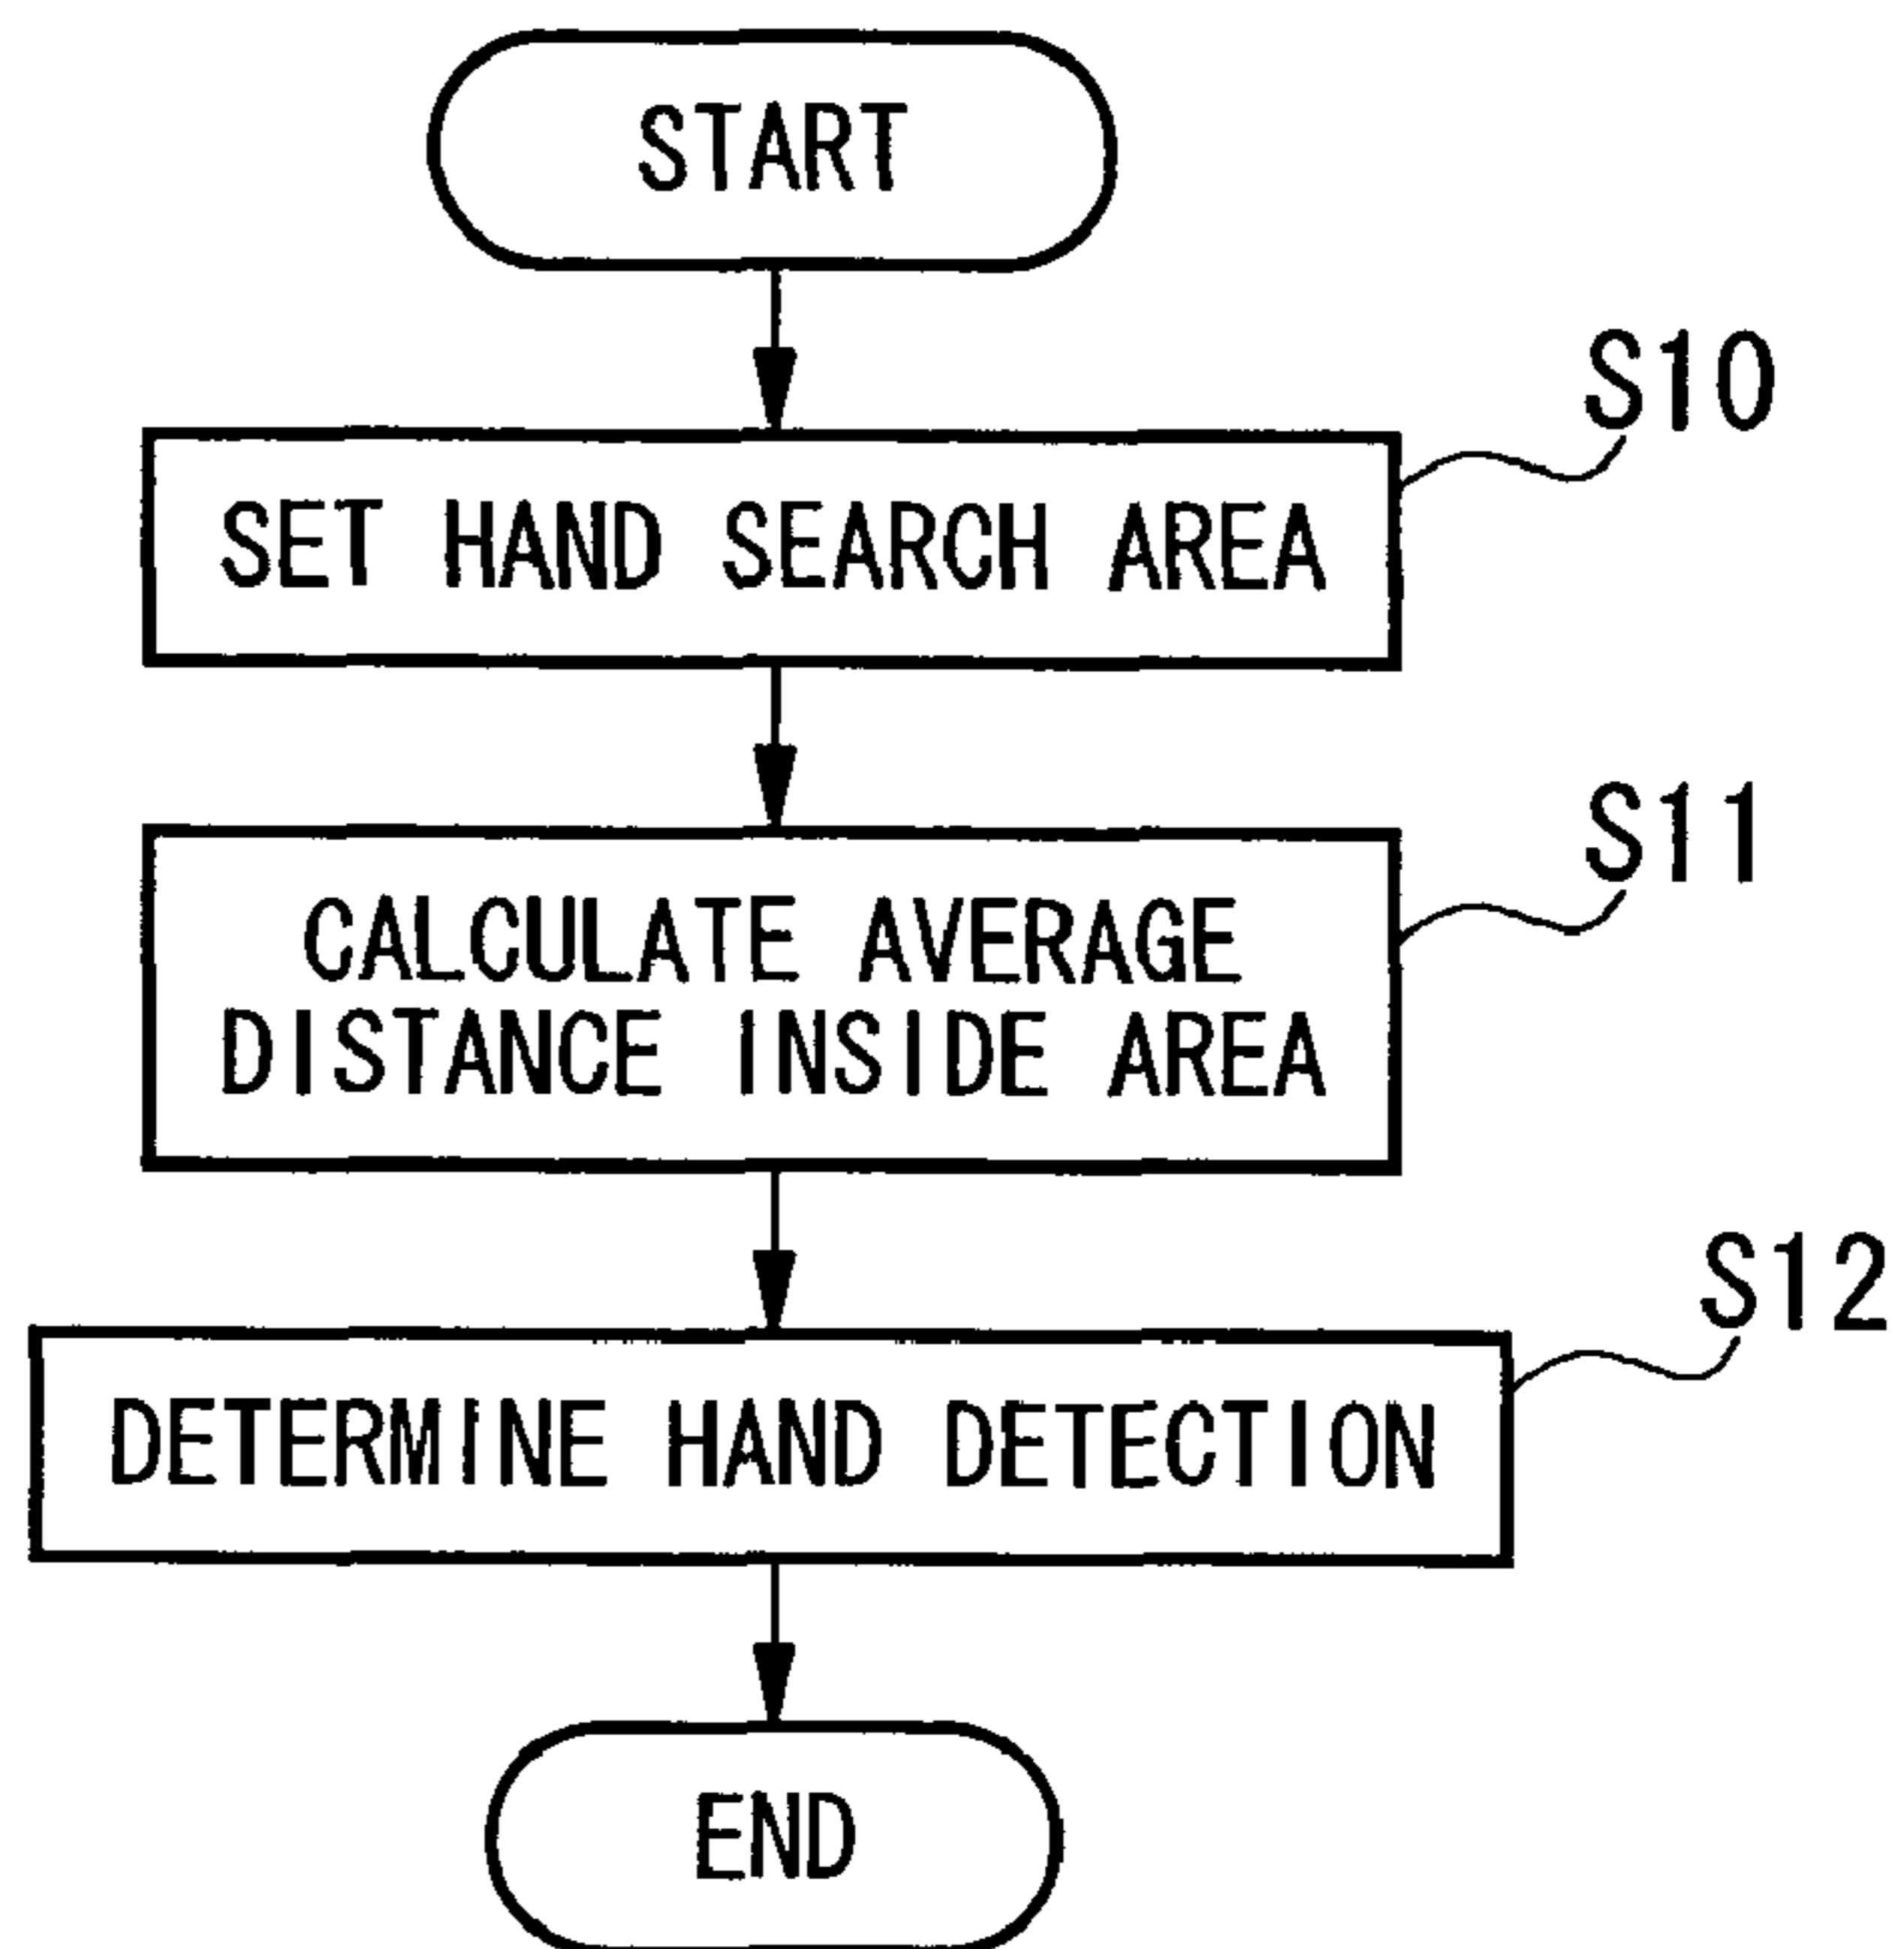 START
S10
SET HAND SEARCH AREA
S11
CALCULATE AVERAGE
DISTANCE INSIDE AREA
S12
DETERMINE HAND DETECTION
END